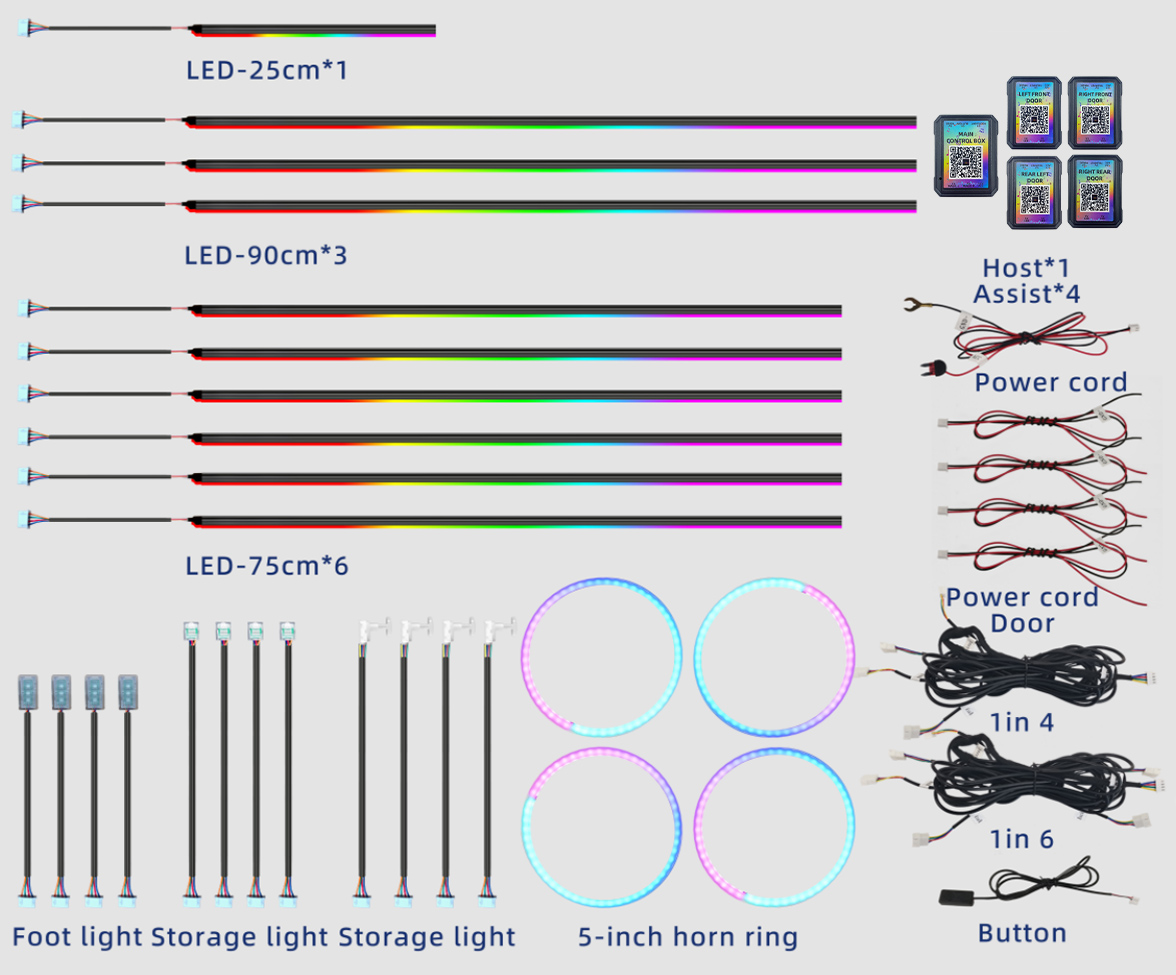 LED-25cm*1
LEFT FRONT
DOOR
RIGHT FRONT
DOOR
MAIN
CONTROL BOX
REAR LEFT
DOOR
RIGHT REAR
DOOR
LED-90cm*3
Host*1
Assist*4
Power cord
LED-75cm*6
Power cord
Door
1in 4
1in 6
Foot light
Storage light
Storage light
5-inch horn ring
Button